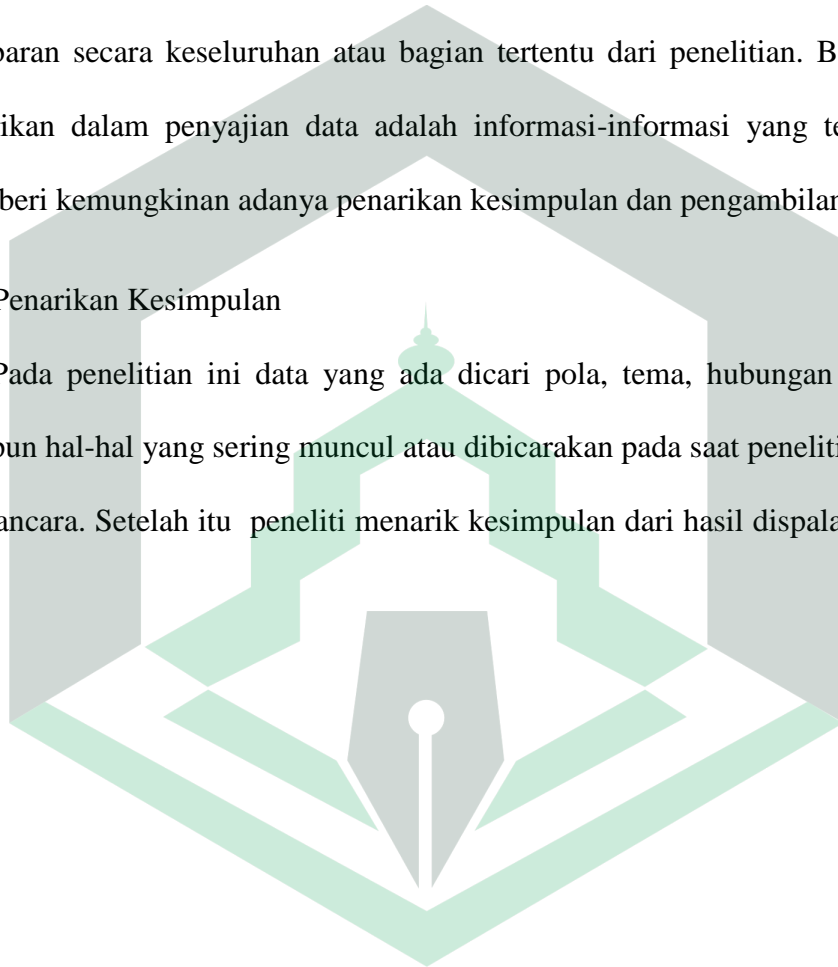 baran secara keseluruhan atau bagian tertentu dari penelitian. B
rikan dalam penyajian data adalah informasi-informasi yang te
beri kemungkinan adanya penarikan kesimpulan dan pengambilan
Penarikan Kesimpulan
Pada penelitian ini data yang ada dicari pola, tema, hubungan
pun hal-hal yang sering muncul atau dibicarakan pada saat peneliti
ancara. Setelah itu peneliti menarik kesimpulan dari hasil dispala